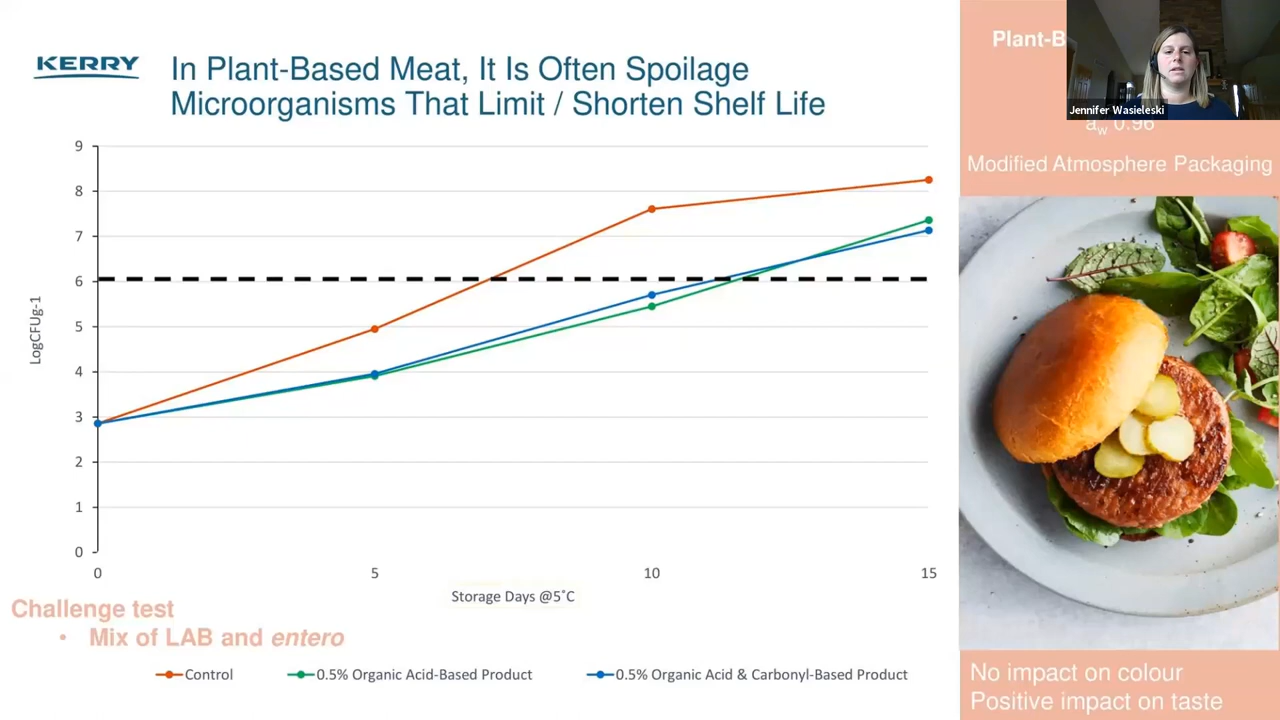 KERRY
In Plant-Based Meat, It Is Often Spoilage
Microorganisms That Limit / Shorten Shelf Life
9
8
7
6
5
4
3
2
1
0
LogCFUg-1
0
5
10
15
Storage Days @5˚C
Challenge test
• Mix of LAB and entero
Control
0.5% Organic Acid-Based Product
0.5% Organic Acid & Carbonyl-Based Product
Plant-B
Jennifer Wasieleski
aw 0.96
Modified Atmosphere Packaging
No impact on colour
Positive impact on taste